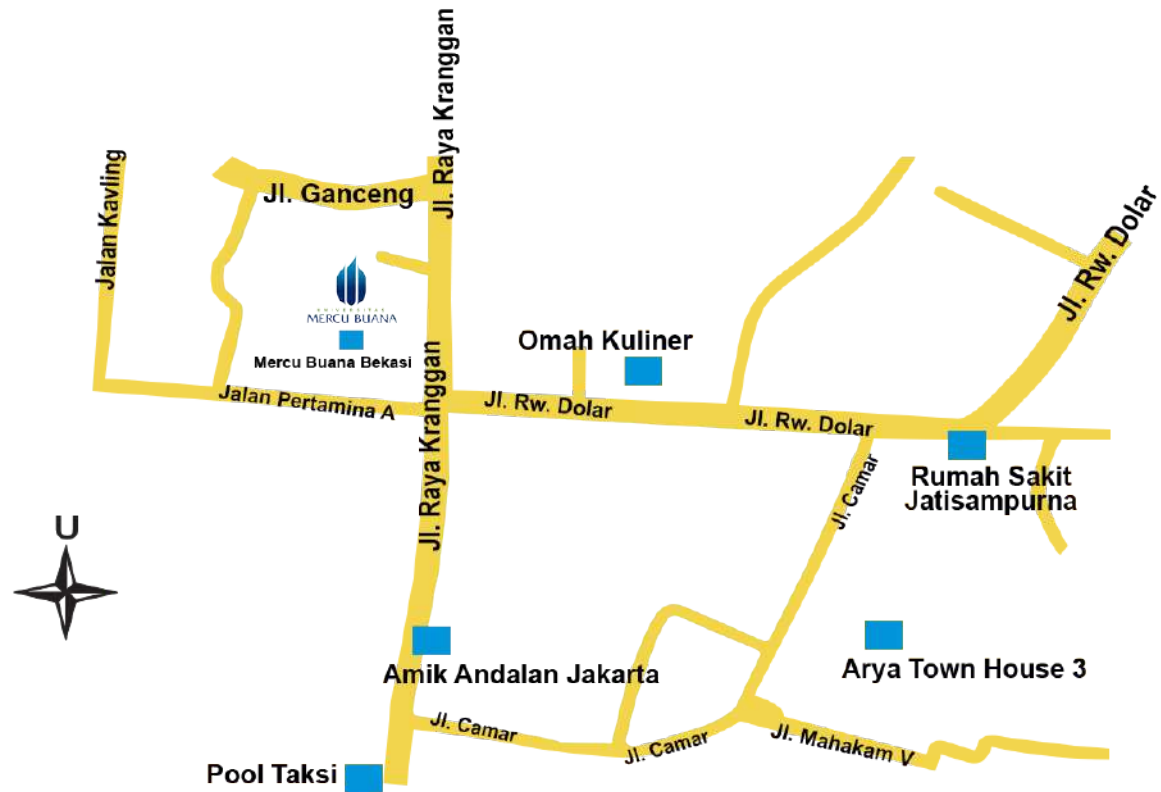 Jl. Raya Kranggan
Jalan Kavling
Jl. Ganceng
Jl. Rw. Dolar
UNIVERSITAS
MERCU BUANA
Mercu Buana Bekasi
Omah Kuliner
Jl. Raya Kranggan
Jalan Pertamina A
Jl. Rw. Dolar
Jl. Rw. Dolar
Rumah Sakit
Jatisampurna
Jl. Camar
U
Amik Andalan Jakarta
Arya Town House 3
Jl. Camar
Jl. Camar
Jl. Mahakam V
Pool Taksi